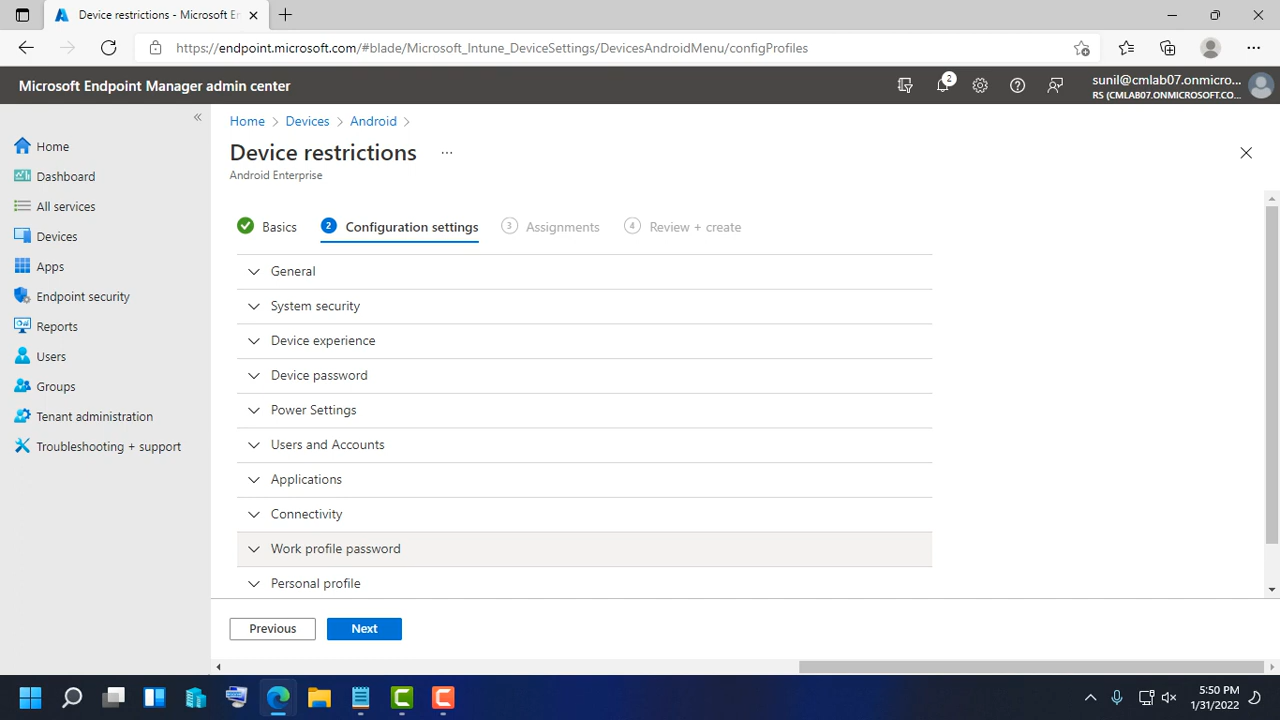 Device restrictions - Microsoft En
https://endpoint.microsoft.com/#blade/Microsoft_Intune_DeviceSettings/DevicesAndroidMenu/configProfiles
Microsoft Endpoint Manager admin center
2
sunil@cmlab07.onmicro...
RS (CMLAB07.ONMICROSOFT.CO...
Home
Dashboard
All services
Devices
Apps
Endpoint security
Reports
Users
Groups
Tenant administration
Troubleshooting + support
Home > Devices > Android >
Device restrictions ...
Android Enterprise
Basics
2 Configuration settings
3 Assignments
4 Review + create
General
System security
Device experience
Device password
Power Settings
Users and Accounts
Applications
Connectivity
Work profile password
Personal profile
Previous
Next
5:50 PM
1/31/2022